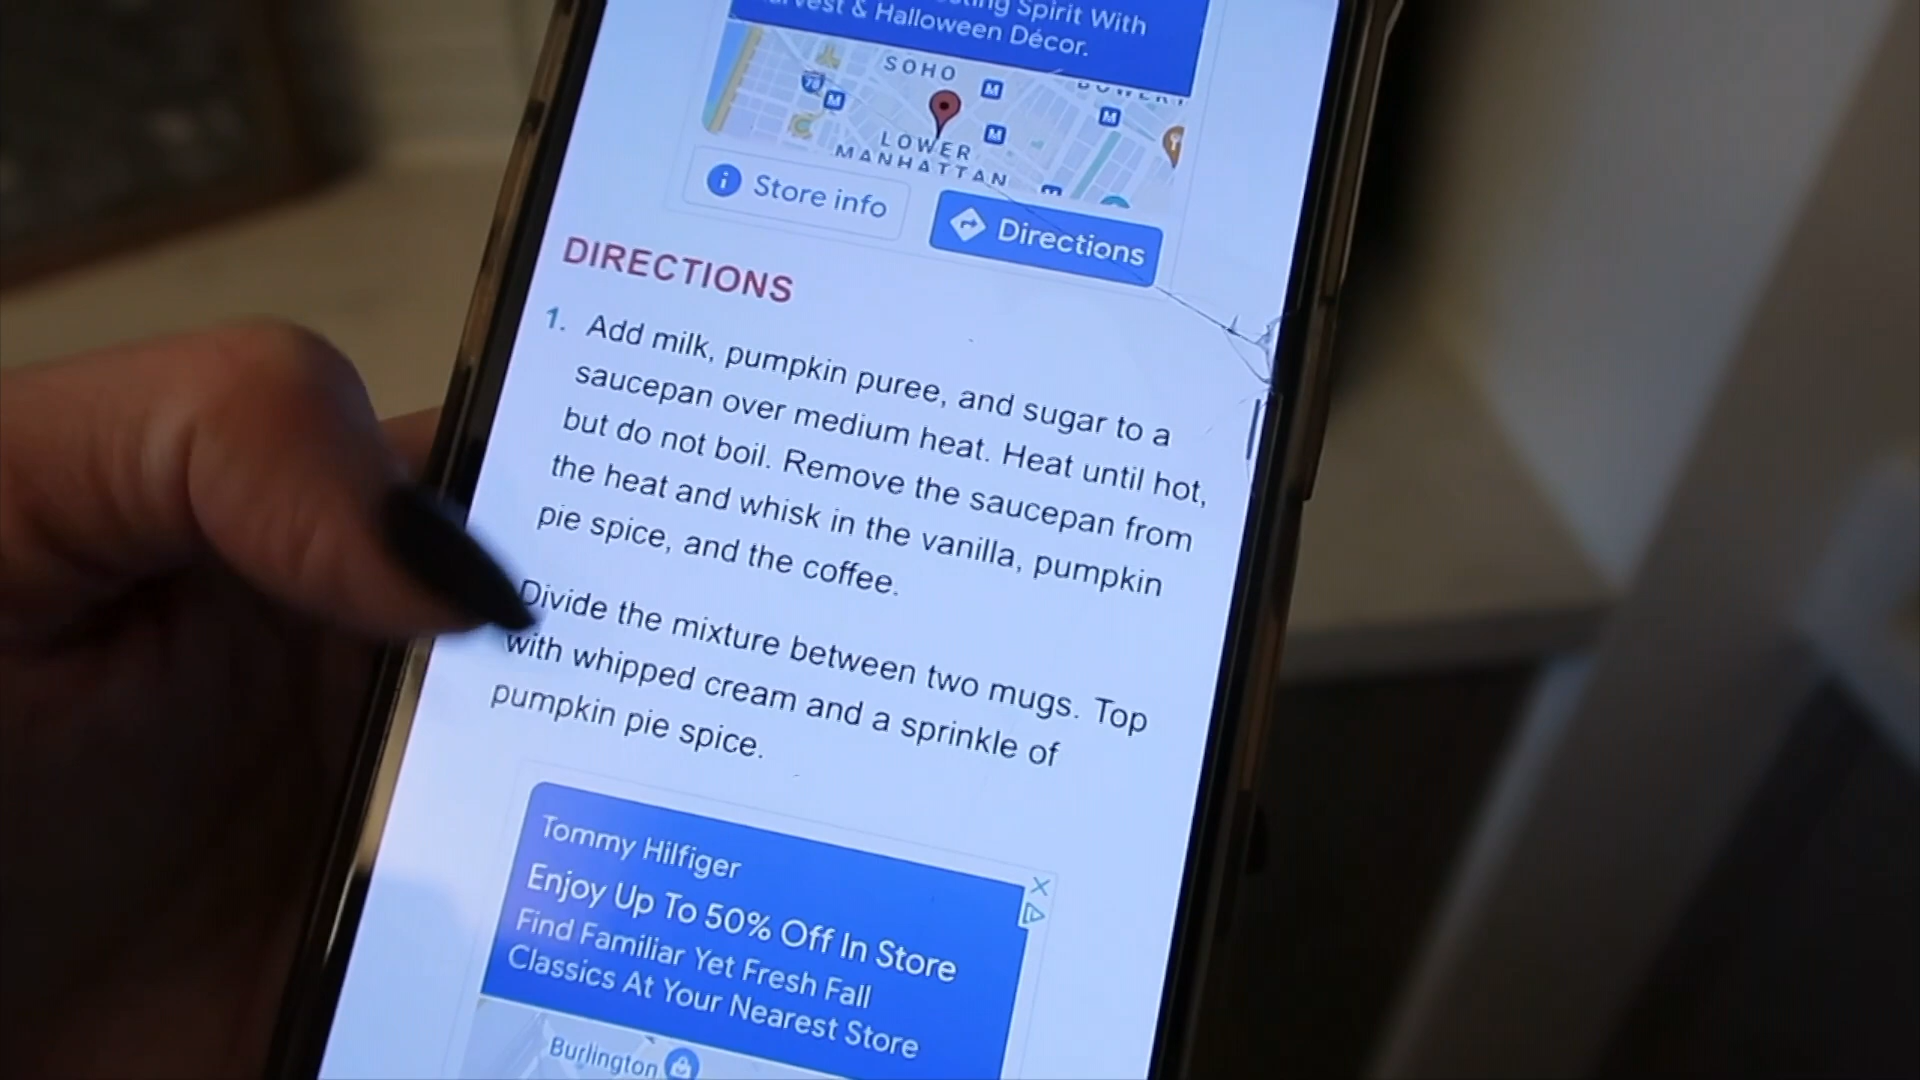 Spirit With
& Halloween Décor.
SOHO
M
M
M
M
78
LOWER
MANHATTAN
Store info
Directions
DIRECTIONS
1. Add milk, pumpkin puree, and sugar to a
saucepan over medium heat. Heat until hot,
but do not boil. Remove the saucepan from
the heat and whisk in the vanilla, pumpkin
pie spice, and the coffee.
Divide the mixture between two mugs. Top
with whipped cream and a sprinkle of
pumpkin pie spice.
Tommy Hilfiger
Enjoy Up To 50% Off In Store
Find Familiar Yet Fresh Fall
Classics At Your Nearest Store
Burlington